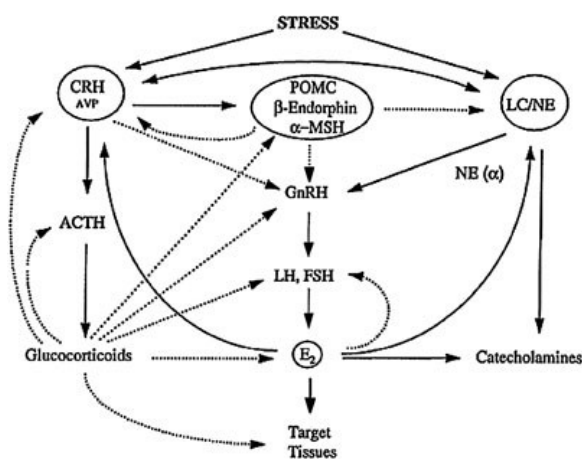 STRESS
CRH
AVP
POMC
β-Endorphin
α-MSH
LC/NE
NE (α)
GnRH
ACTH
LH, FSH
Glucocorticoids
E₂
Catecholamines
Target
Tissues